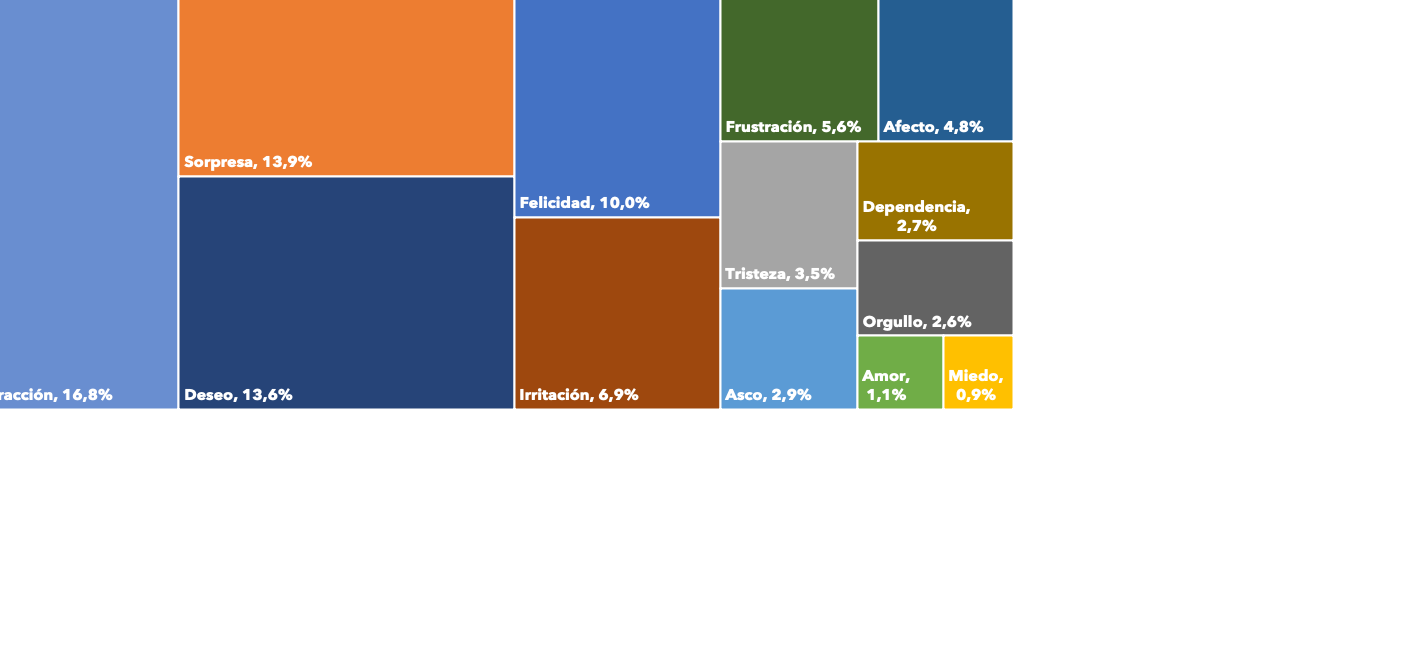 racción, 16,8%
Sorpresa, 13,9%
Deseo, 13,6%
Felicidad, 10,0%
Irritación, 6,9%
Frustración, 5,6%
Afecto, 4,8%
Tristeza, 3,5%
Asco, 2,9%
Dependencia,
2,7%
Orgullo, 2,6%
Amor,
1,1%
Miedo,
0,9%